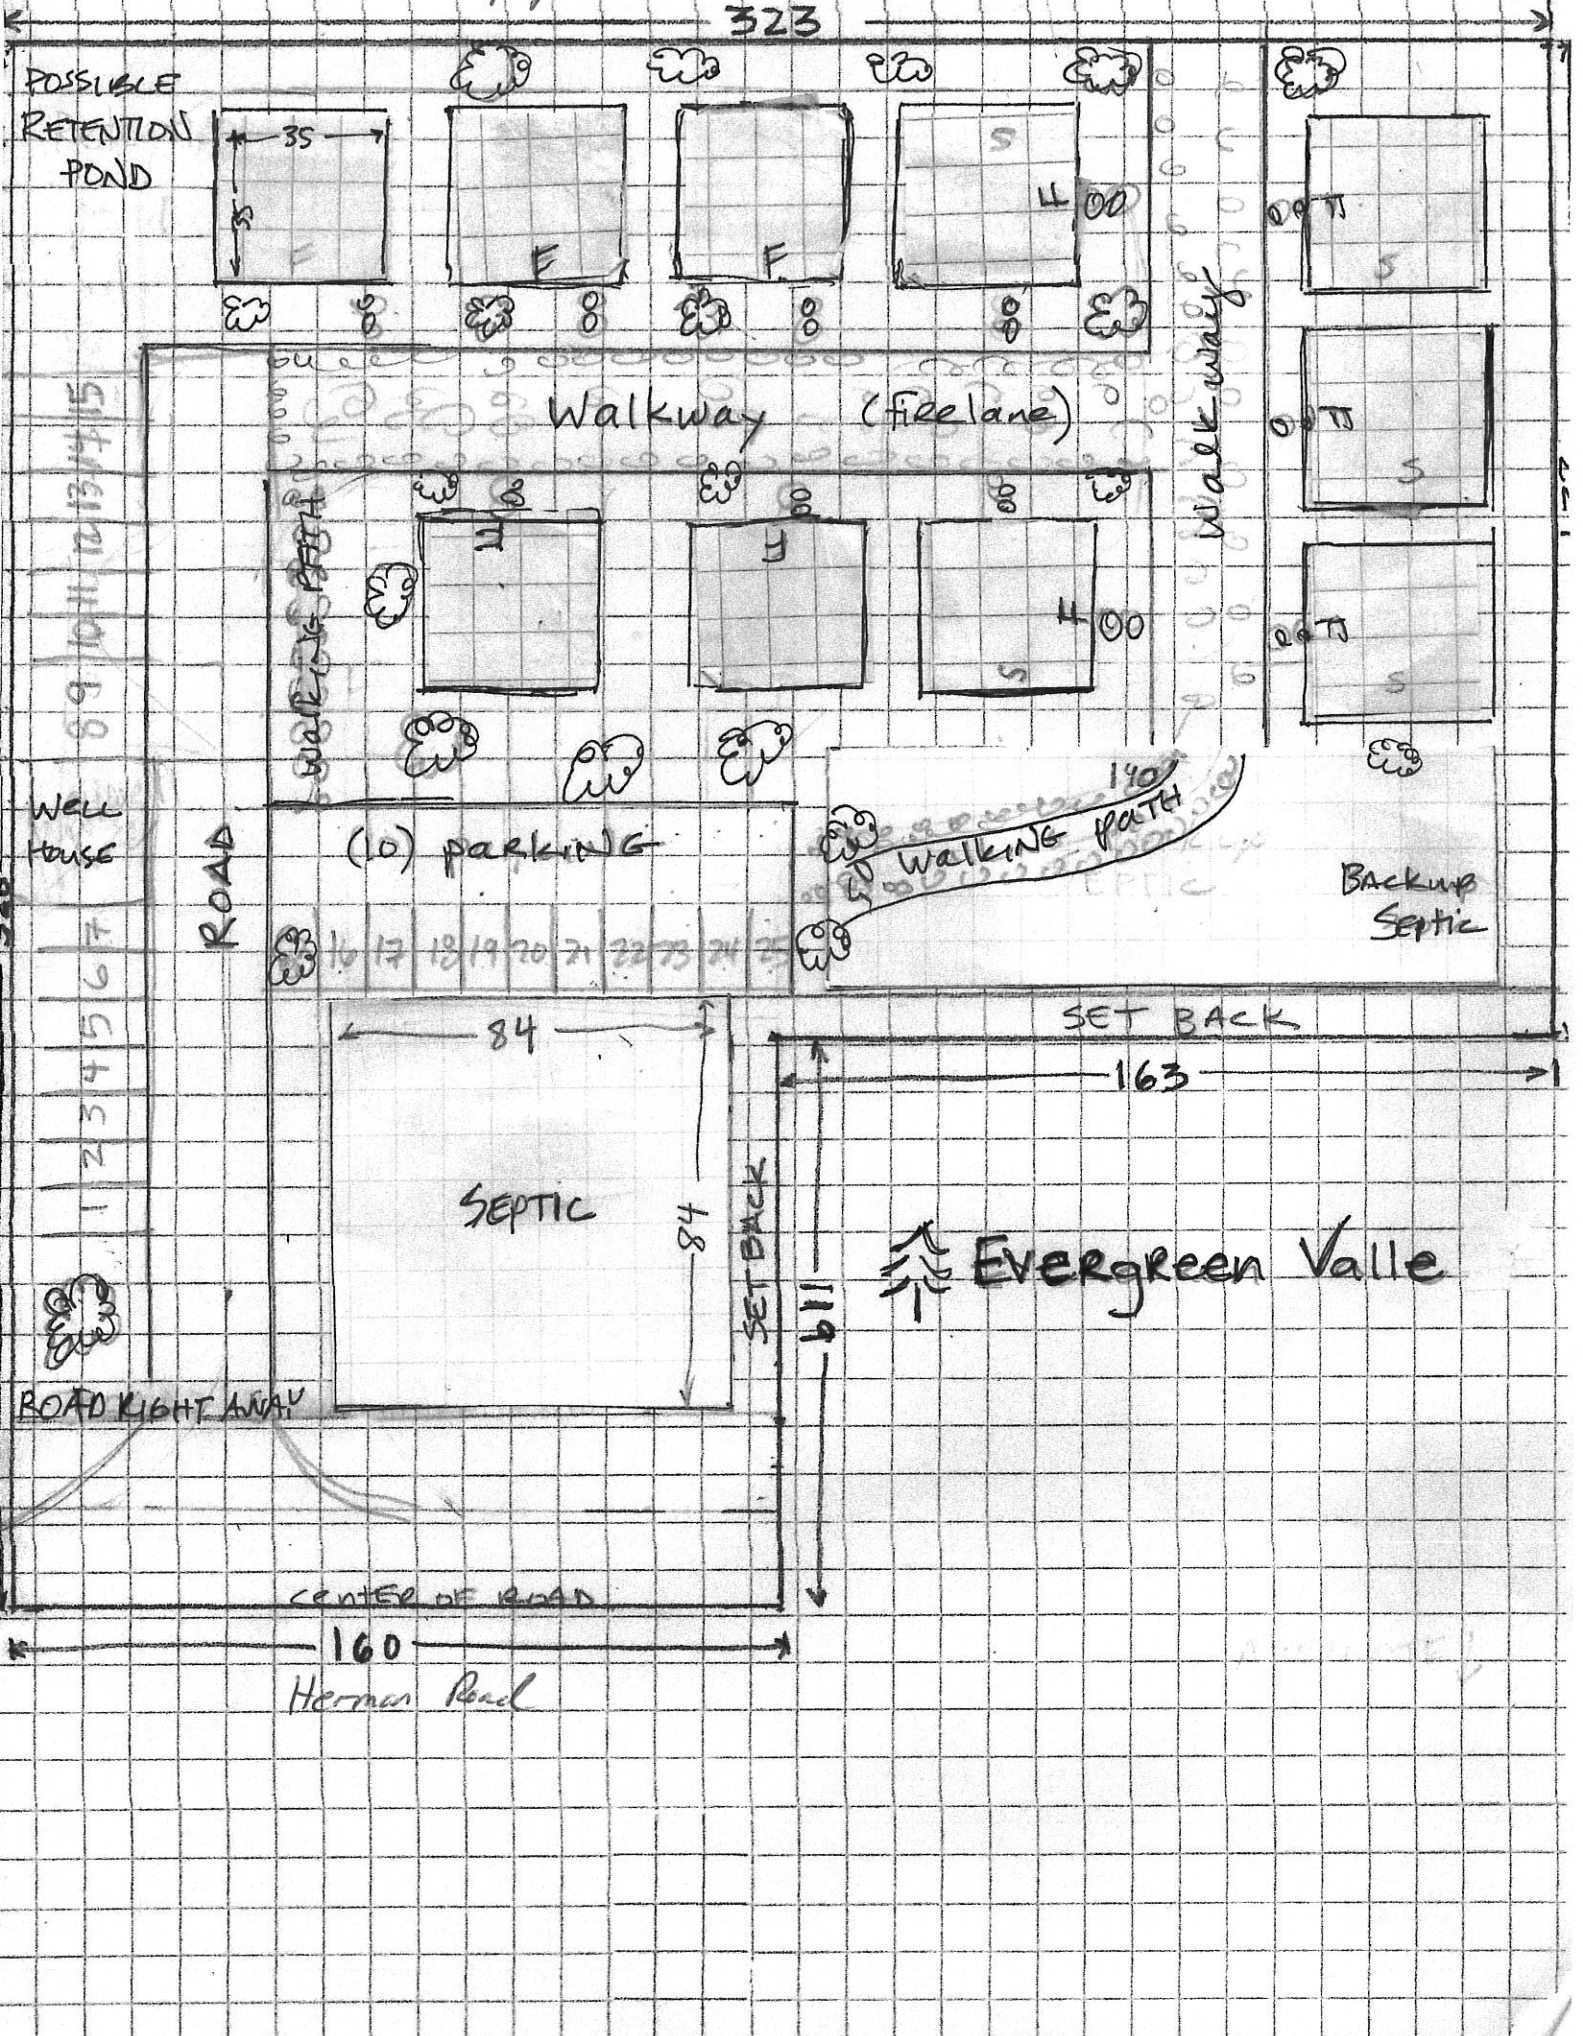 323
POSSIBLE
RETENTION
POND
35
35
F
F
F
S
S
S
S
15
14
13
12
11
10
9
8
Walkway (firelane)
Walkway
WALKING PATH
S
WELL
HOUSE
ROAD
(10) parking
140
WalkiNG path
BACKUP
Septic
7
6
5
4
3
2
1
16 17 18 19 20 21 22 23 24 25
SET BACK
163
84
84
SEPTIC
SET BACK
119
Evergreen Valle
ROAD RIGHT AWAY
CENTER OF ROAD
160
Herman Road